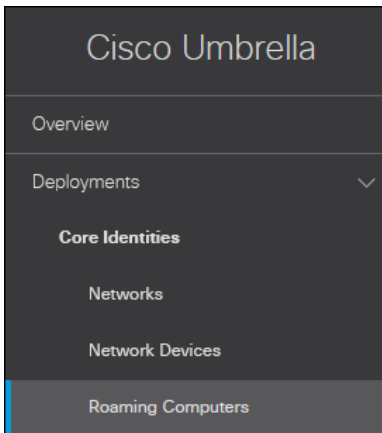 Cisco Umbrella
Overview
Deployments
Core Identities
Networks
Network Devices
Roaming Computers